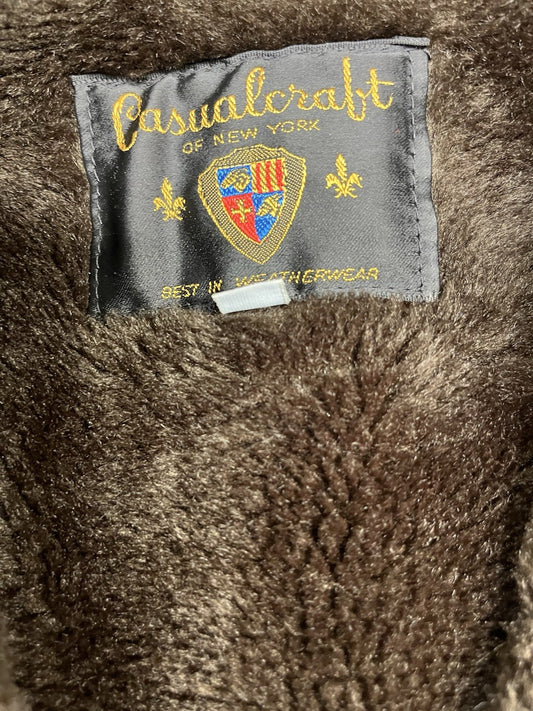 Casualcraft
OF NEW YORK
BEST IN WEATHERWEAR